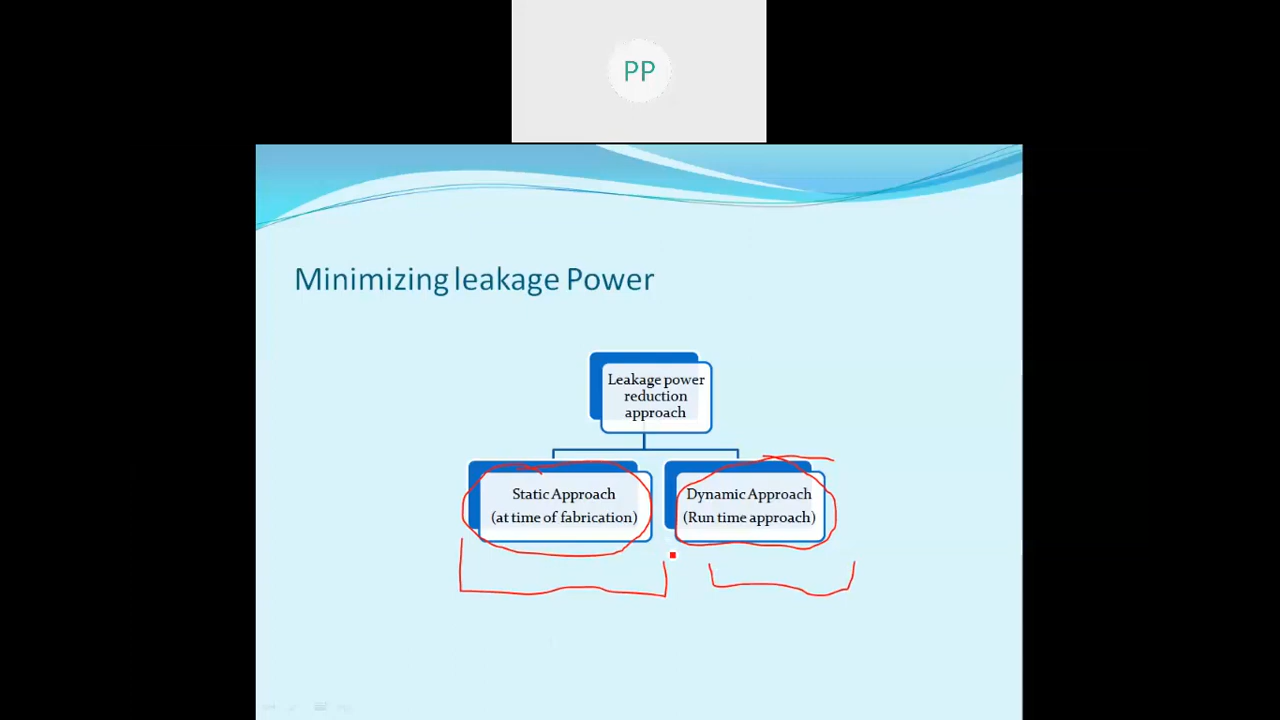 PP
Minimizing leakage Power
Leakage power
reduction
approach
Static Approach
(at time of fabrication)
Dynamic Approach
(Run time approach)